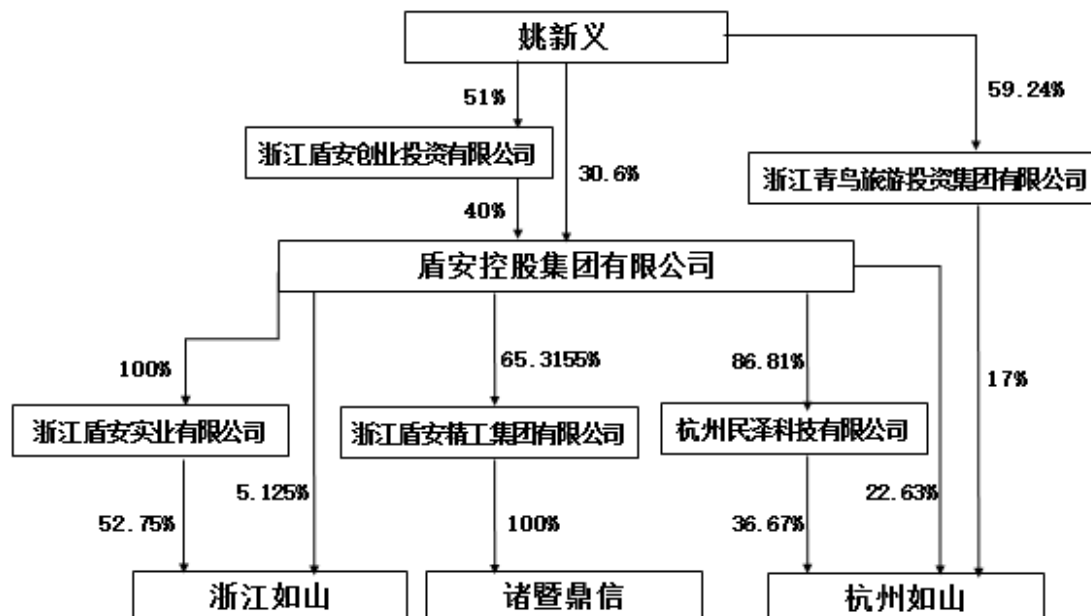 姚新义
51%
59.24%
浙江盾安创业投资有限公司
30.6%
浙江青鸟旅游投资集团有限公司
40%
盾安控股集团有限公司
100%
65.3155%
86.81%
17%
浙江盾安实业有限公司
浙江盾安精工集团有限公司
杭州民泽科技有限公司
5.125%
22.63%
52.75%
100%
36.67%
浙江如山
诸暨鼎信
杭州如山